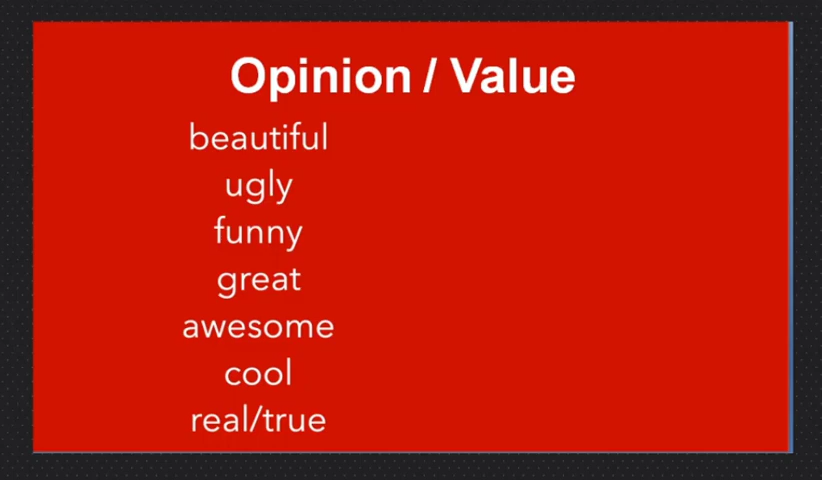 Opinion / Value
beautiful
ugly
funny
great
awesome
cool
real/true